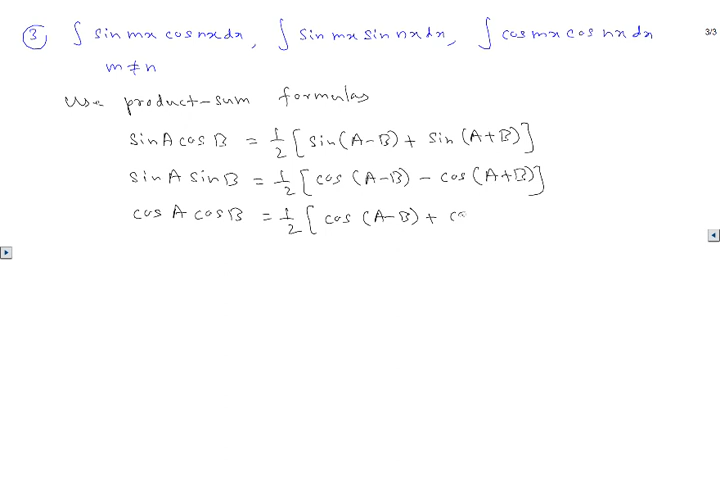 ③ ∫ sin mx cos nx dx, ∫ sin mx sin nx dx, ∫ cos mx cos nx dx 3/3
m ≠ n
Use product-sum formulas
sin A cos B = 1/2 [ sin (A-B) + sin (A+B) ]
sin A sin B = 1/2 [ cos (A-B) - cos (A+B) ]
cos A cos B = 1/2 [ cos (A-B) + co